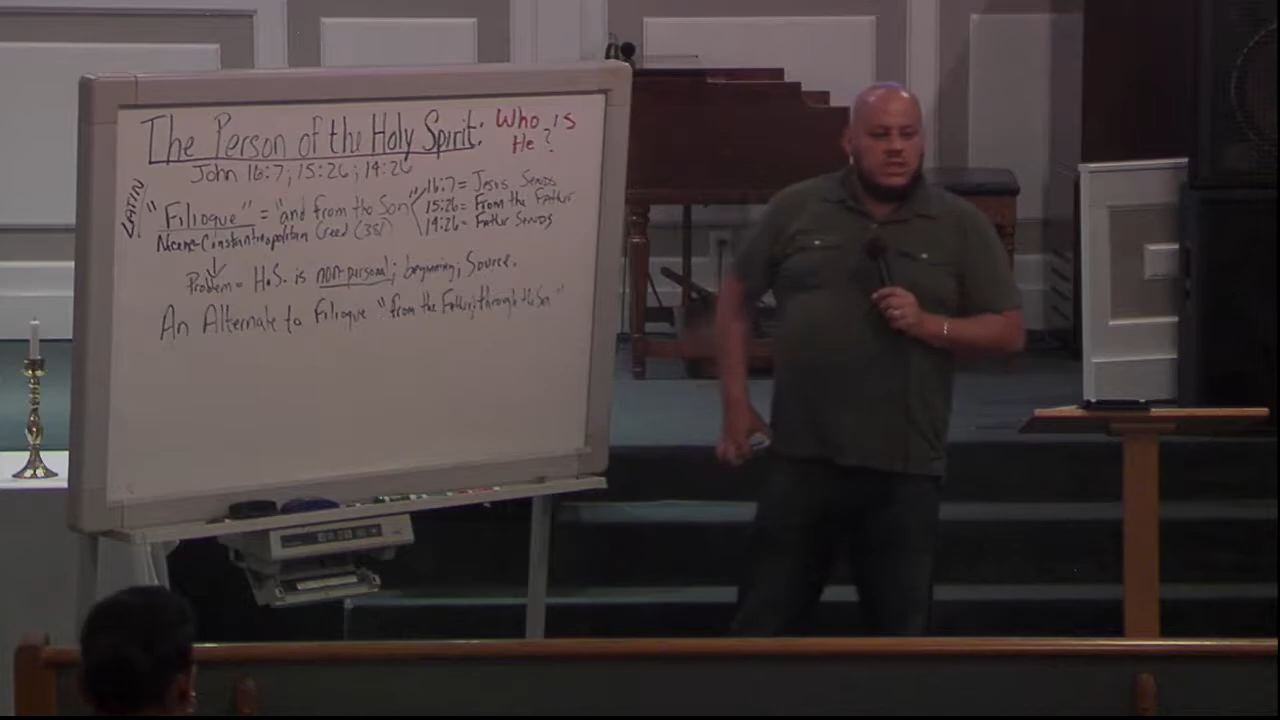 The Person of the Holy Spirit: Who is He?
John 16:7; 15:26; 14:26
LATIN
"Filioque" = "and from the Son"
16:7 = Jesus Sends
15:26 = From the Father
14:26 = Father Sends
Nicene-Constantinopolitan Creed (381)
Problem = H.S. is non-personal; beginning; Source.
An Alternate to Filioque "from the Father; through the Son"